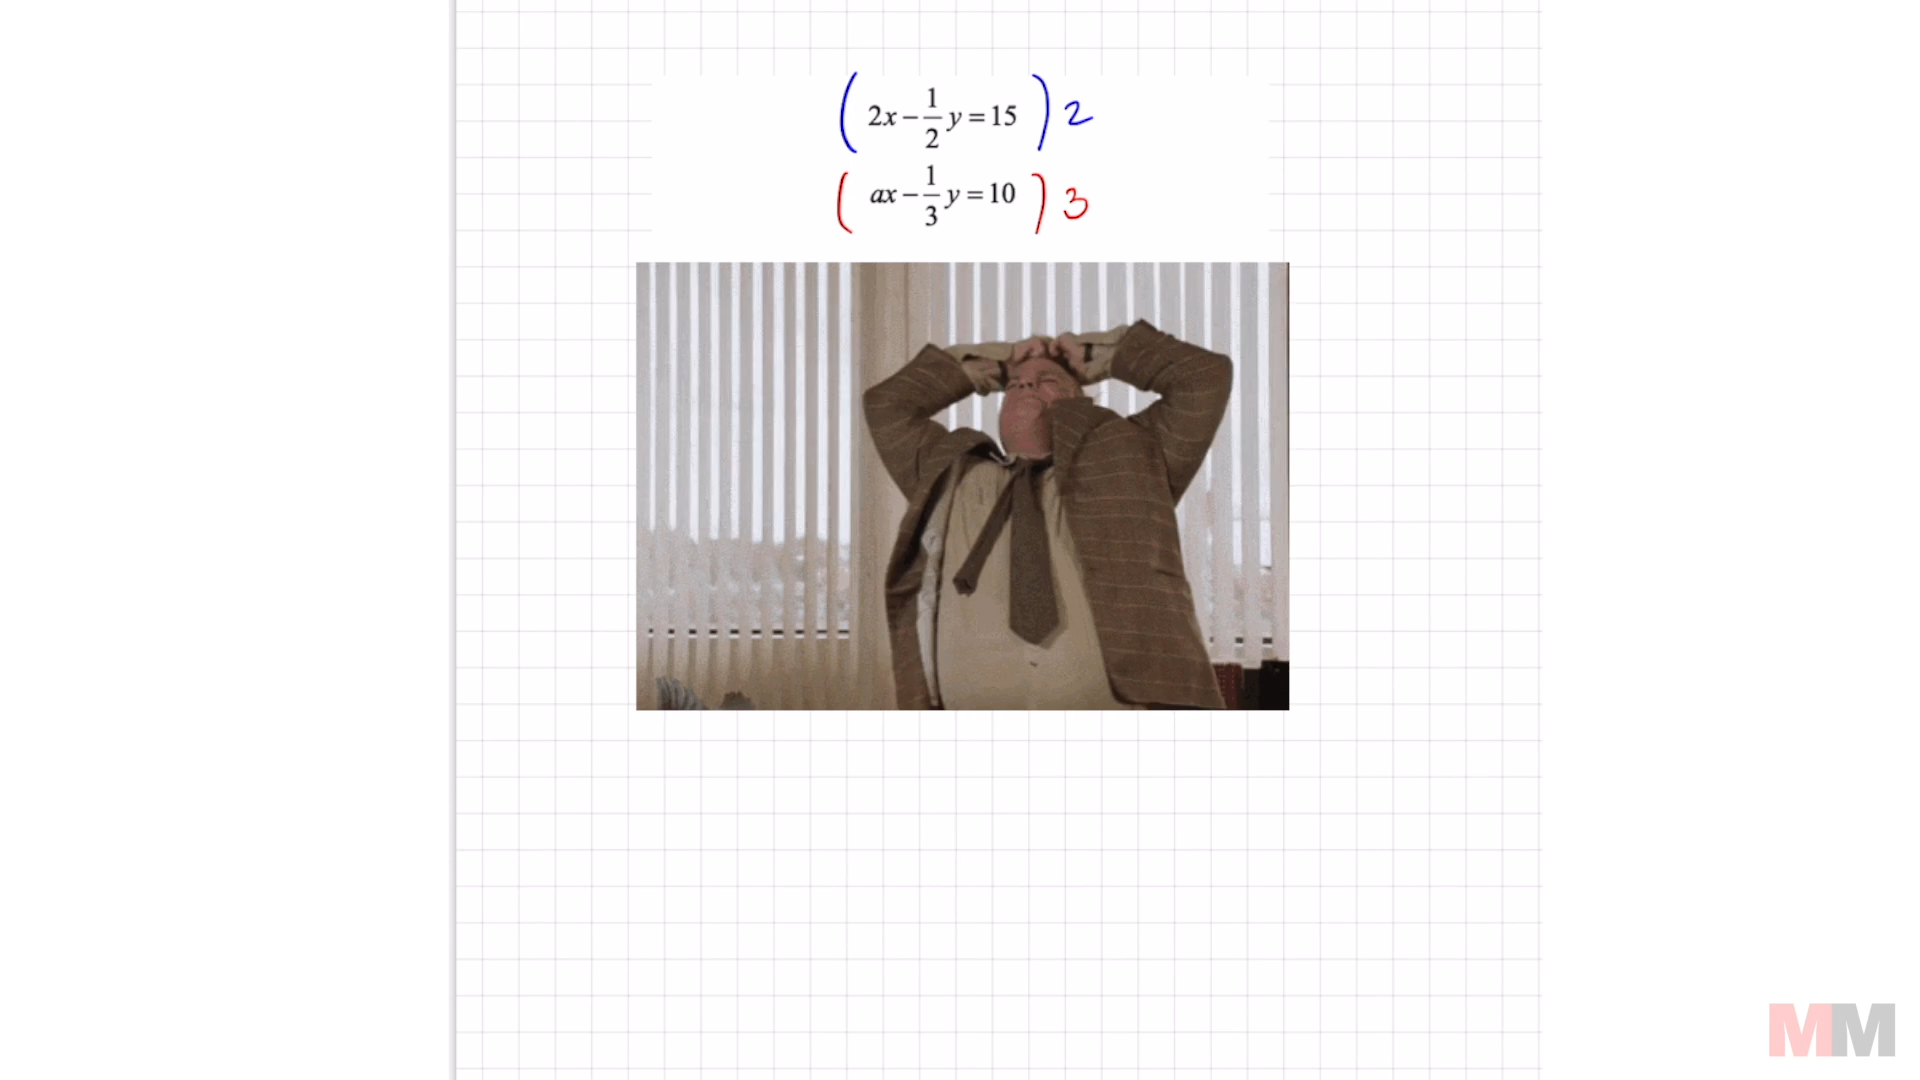 (2x − 1/2 y = 15) 2
(ax − 1/3 y = 10) 3
MM